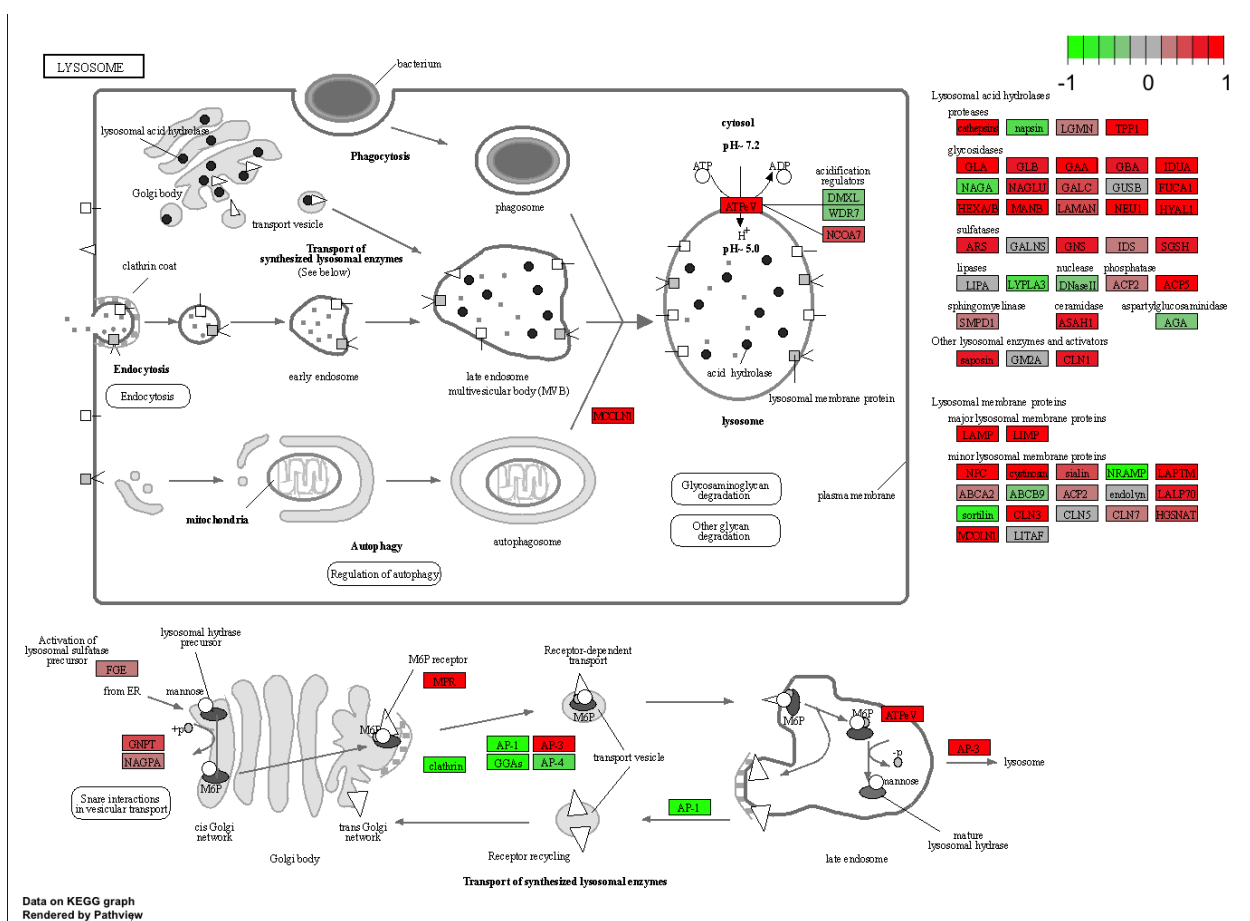 LYSOSOME
-1 0 1
bacterium
lysosomal acid hydrolase
Golgi body
transport vesicle
Phagocytosis
phagosome
cytosol
pH~ 7.2
ATP ADP
acidification
regulators
DMXL
WDR7
ATPeV
NCOA7
H+
pH~ 5.0
Transport of
synthesized lysosomal enzymes
(See below)
clathrin coat
Endocytosis
Endocytosis
early endosome
late endosome
multivesicular body (MVB)
acid hydrolase
lysosomal membrane protein
lysosome
MCOLN1
mitochondria
Autophagy
Regulation of autophagy
autophagosome
Glycosaminoglycan
degradation
Other glycan
degradation
plasma membrane
Lysosomal acid hydrolases
proteases
cathepsins napsin LGMN TPP1
glycosidases
GLA GLB GAA GBA IDUA
NAGA NAGLU GALC GUSB FUCA1
HEXA/B MANB LAMAN NEU1 HYAL1
sulfatases
ARS GALNS GNS IDS SGSH
lipases nuclease phosphatase
LIPA LYPLA3 DNaseII ACP2 ACP5
sphingomyelinase ceramidase aspartylglucosaminidase
SMPD1 ASAH1 AGA
Other lysosomal enzymes and activators
saposin GM2A CLN1
Lysosomal membrane proteins
major lysosomal membrane proteins
LAMP LIMP
minor lysosomal membrane proteins
NPC cystinosin sialin NRAMP LAPTM
ABCA2 ABCB9 ACP2 endolyn LALP70
sortilin CLN3 CLN5 CLN7 HGSNAT
MCOLN1 LITAF
Activation of
lysosomal sulfatase
precursor
FGE
from ER
lysosomal hydrase
precursor
mannose
+p
GNPT
NAGPA
M6P
Snare interactions
in vesicular transport
cis Golgi
network
trans Golgi
network
Golgi body
M6P receptor
MPR
M6P
clathrin
AP-1 AP-3
GGAs AP-4
Receptor-dependent
transport
M6P
transport vesicle
AP-1
Receptor recycling
Transport of synthesized lysosomal enzymes
M6P
M6P
ATPeV
-p
mannose
AP-3
lysosome
mature
lysosomal hydrase
late endosome
Data on KEGG graph
Rendered by Pathview